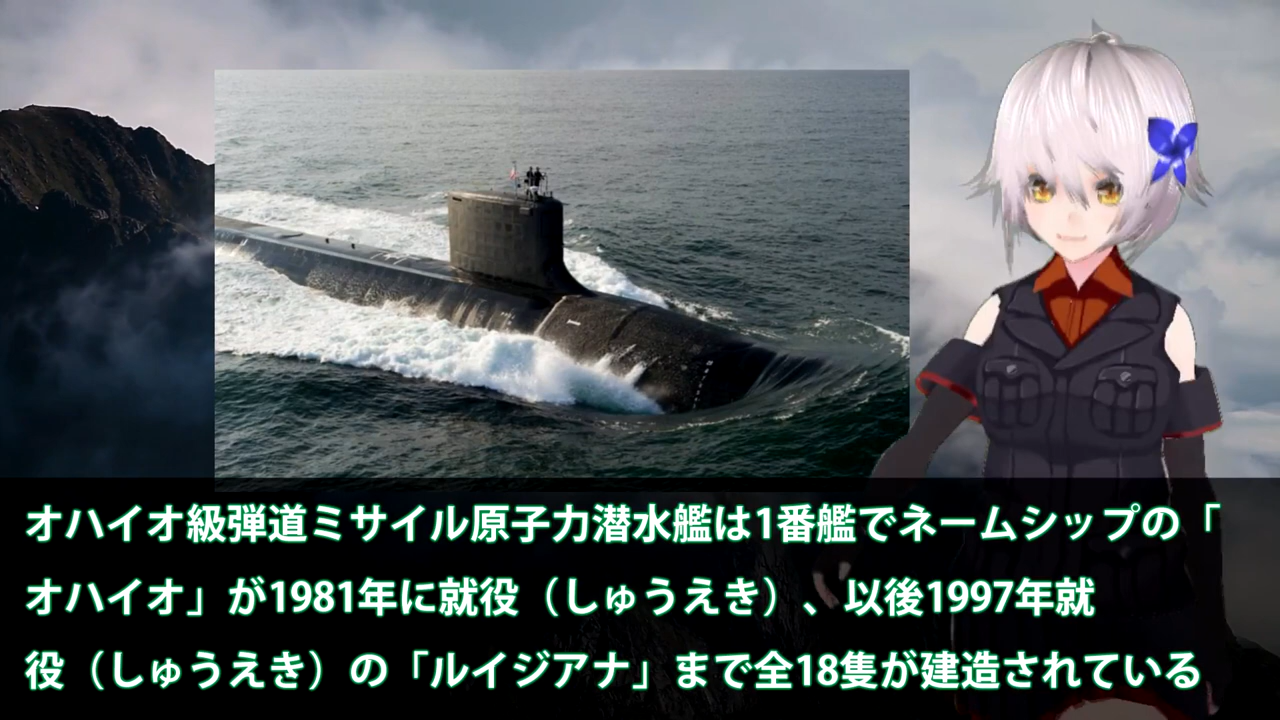 オハイオ級弾道ミサイル原子力潜水艦は1番艦でネームシップの「
オハイオ」が1981年に就役（しゅうえき）、以後1997年就
役（しゅうえき）の「ルイジアナ」まで全18隻が建造されている